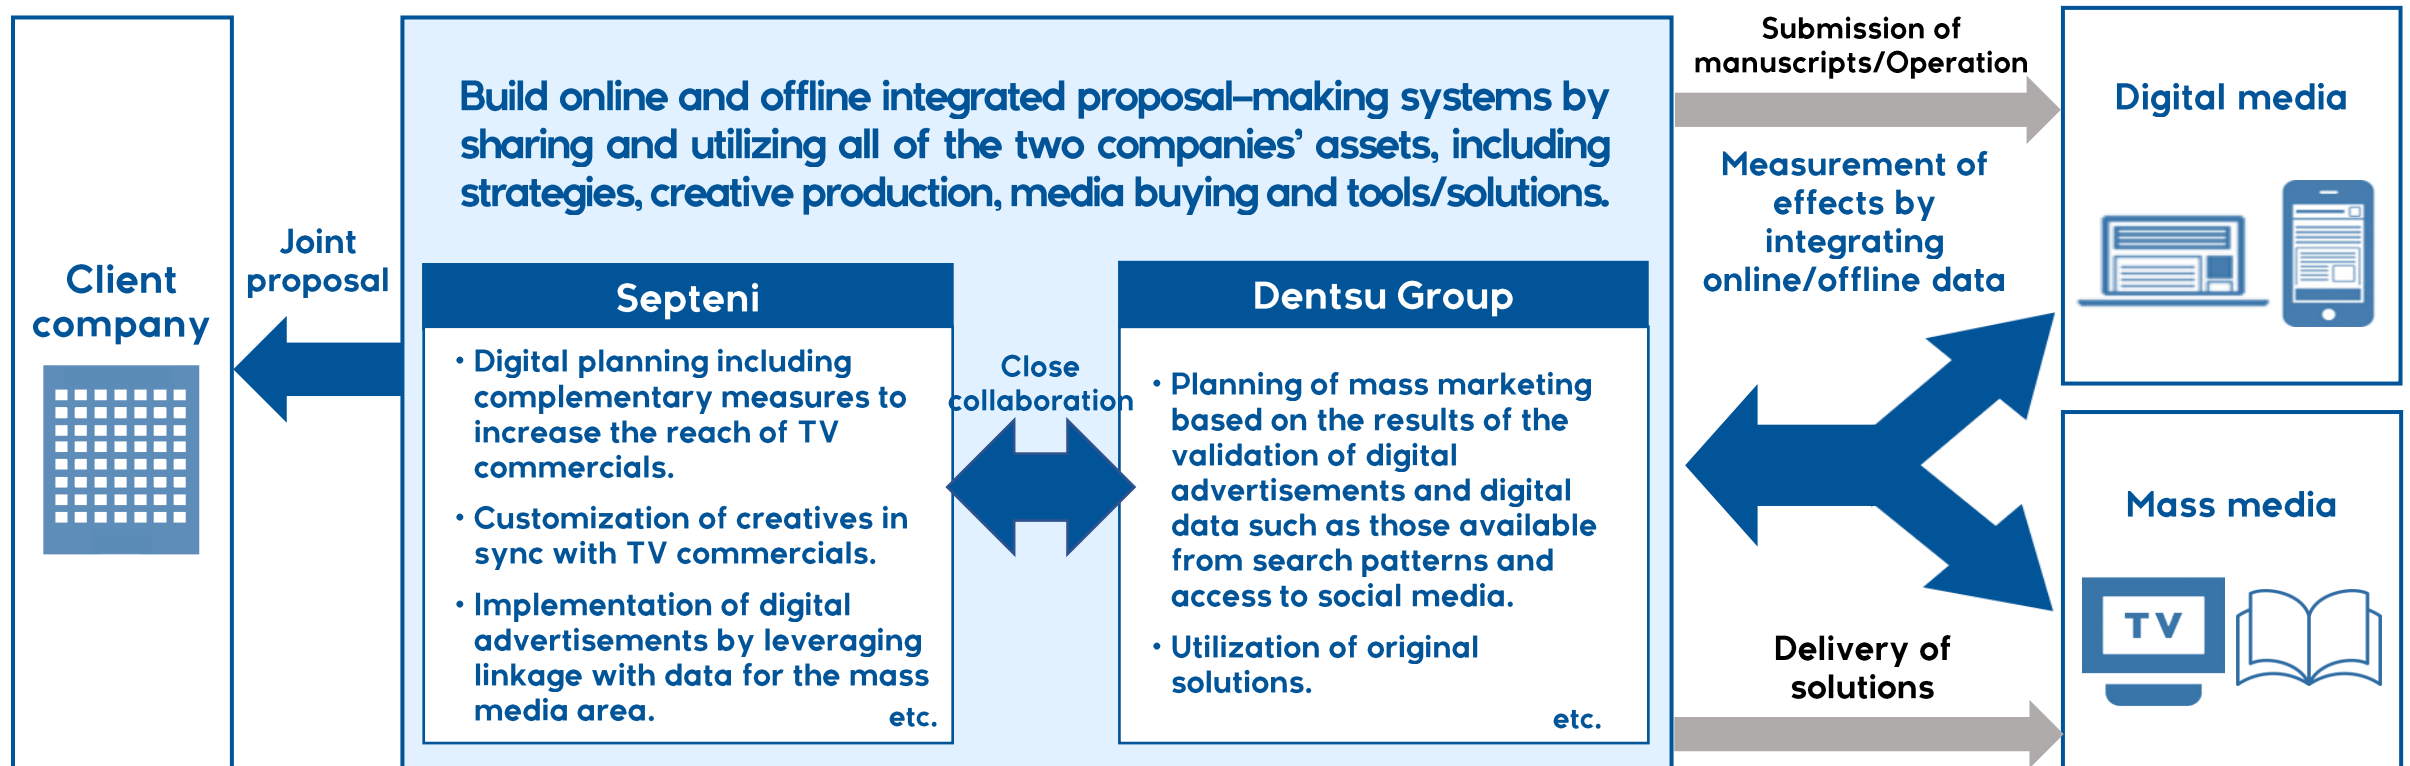 Client
company
Joint
proposal
Build online and offline integrated proposal–making systems by
sharing and utilizing all of the two companies’ assets, including
strategies, creative production, media buying and tools/solutions.
Septeni
• Digital planning including
complementary measures to
increase the reach of TV
commercials.
• Customization of creatives in
sync with TV commercials.
• Implementation of digital
advertisements by leveraging
linkage with data for the mass
media area.
etc.
Close
collaboration
Dentsu Group
• Planning of mass marketing
based on the results of the
validation of digital
advertisements and digital
data such as those available
from search patterns and
access to social media.
• Utilization of original
solutions.
etc.
Submission of
manuscripts/Operation
Measurement of
effects by
integrating
online/offline data
Delivery of
solutions
Digital media
Mass media
TV